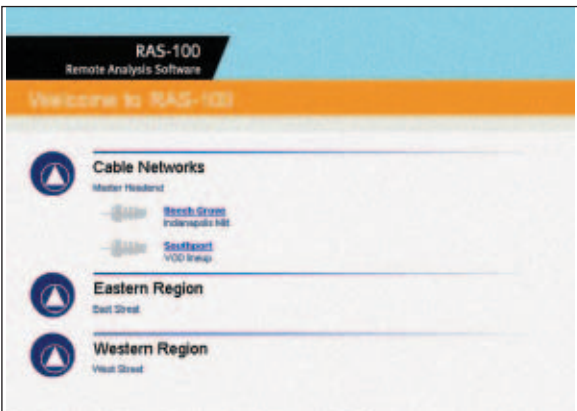 RAS-100
Remote Analysis Software
Welcome to RAS-100
Cable Networks
Master Headend
Beech Grove
Indianapolis MI
Southport
VOD lineup
Eastern Region
East Street
Western Region
West Street